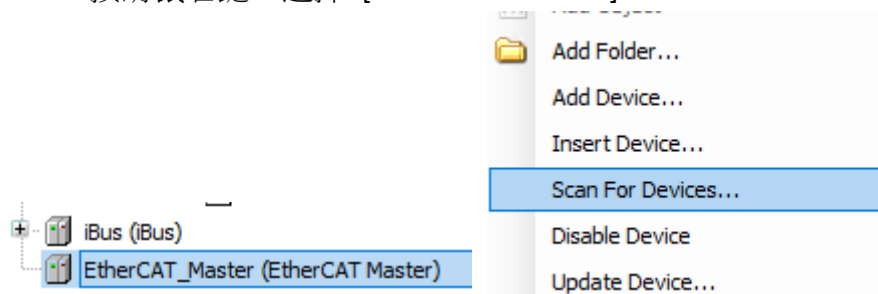 Add Folder...
Add Device...
Insert Device...
Scan For Devices...
Disable Device
Update Device...
iBus (iBus)
EtherCAT_Master (EtherCAT Master)